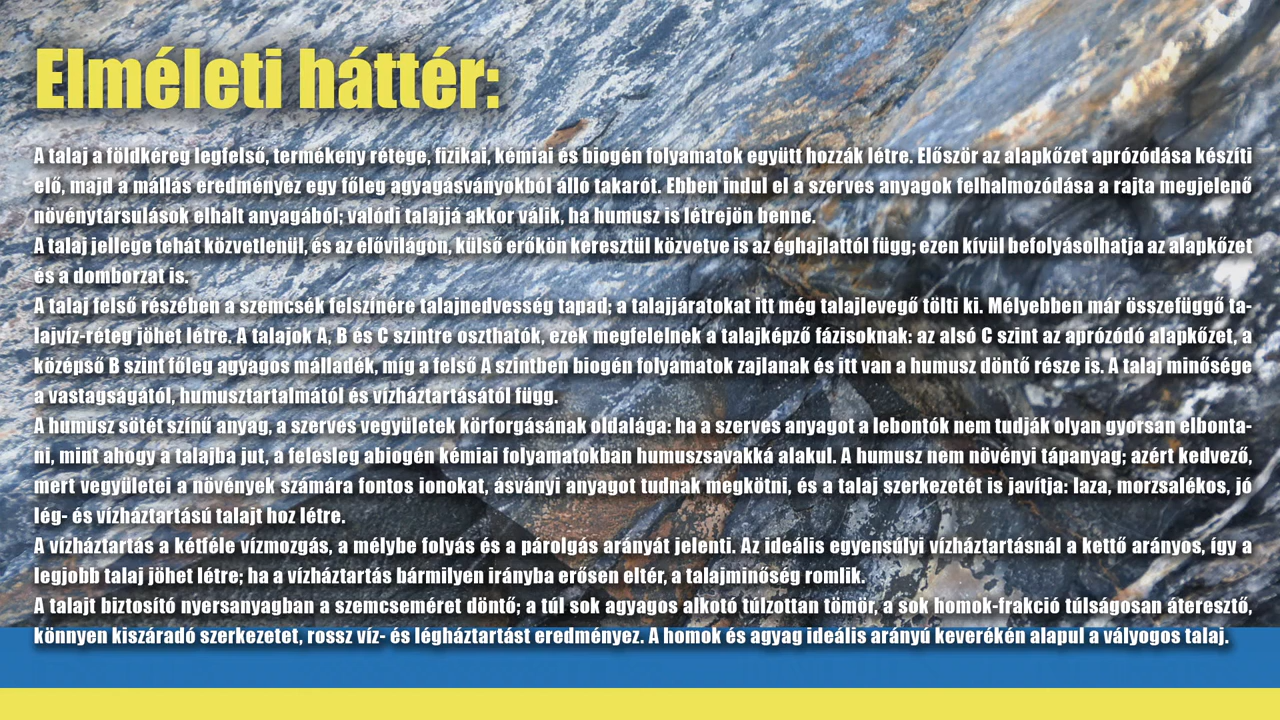 Elméleti háttér:
A talaj a földkéreg legfelső, termékeny rétege, fizikai, kémiai és biogén folyamatok együtt hozzák létre. Először az alapkőzet aprózódása készíti
elő, majd a mállás eredményez egy főleg agyagásványokból álló takarót. Ebben indul el a szerves anyagok felhalmozódása a rajta megjelenő
növénytársulások elhalt anyagából; valódi talajjá akkor válik, ha humusz is létrejön benne.
A talaj jellege tehát közvetlenül, és az élővilágon, külső erőkön keresztül közvetve is az éghajlattól függ; ezen kívül befolyásolhatja az alapkőzet
és a domborzat is.
A talaj felső részében a szemcsék felszínére talajnedvesség tapad; a talajjáratokat itt még talajlevegő tölti ki. Mélyebben már összefüggő ta-
lajvíz-réteg jöhet létre. A talajok A, B és C szintre oszthatók, ezek megfelelnek a talajképző fázisoknak: az alsó C szint az aprózódó alapkőzet, a
középső B szint főleg agyagos málladék, míg a felső A szintben biogén folyamatok zajlanak és itt van a humusz döntő része is. A talaj minősége
a vastagságától, humusztartalmától és vízháztartásától függ.
A humusz sötét színű anyag, a szerves vegyületek körforgásának oldalága: ha a szerves anyagot a lebontók nem tudják olyan gyorsan elbonta-
ni, mint ahogy a talajba jut, a felesleg abiogén kémiai folyamatokban humuszsavakká alakul. A humusz nem növényi tápanyag; azért kedvező,
mert vegyületei a növények számára fontos ionokat, ásványi anyagot tudnak megkötni, és a talaj szerkezetét is javítja: laza, morzsalékos, jó
lég- és vízháztartású talajt hoz létre.
A vízháztartás a kétféle vízmozgás, a mélybe folyás és a párolgás arányát jelenti. Az ideális egyensúlyi vízháztartásnál a kettő arányos, így a
legjobb talaj jöhet létre; ha a vízháztartás bármilyen irányba erősen eltér, a talajminőség romlik.
A talajt biztosító nyersanyagban a szemcseméret döntő; a túl sok agyagos alkotó túlzottan tömör, a sok homok-frakció túlságosan áteresztő,
könnyen kiszáradó szerkezetet, rossz víz- és légháztartást eredményez. A homok és agyag ideális arányú keverékén alapul a vályogos talaj.